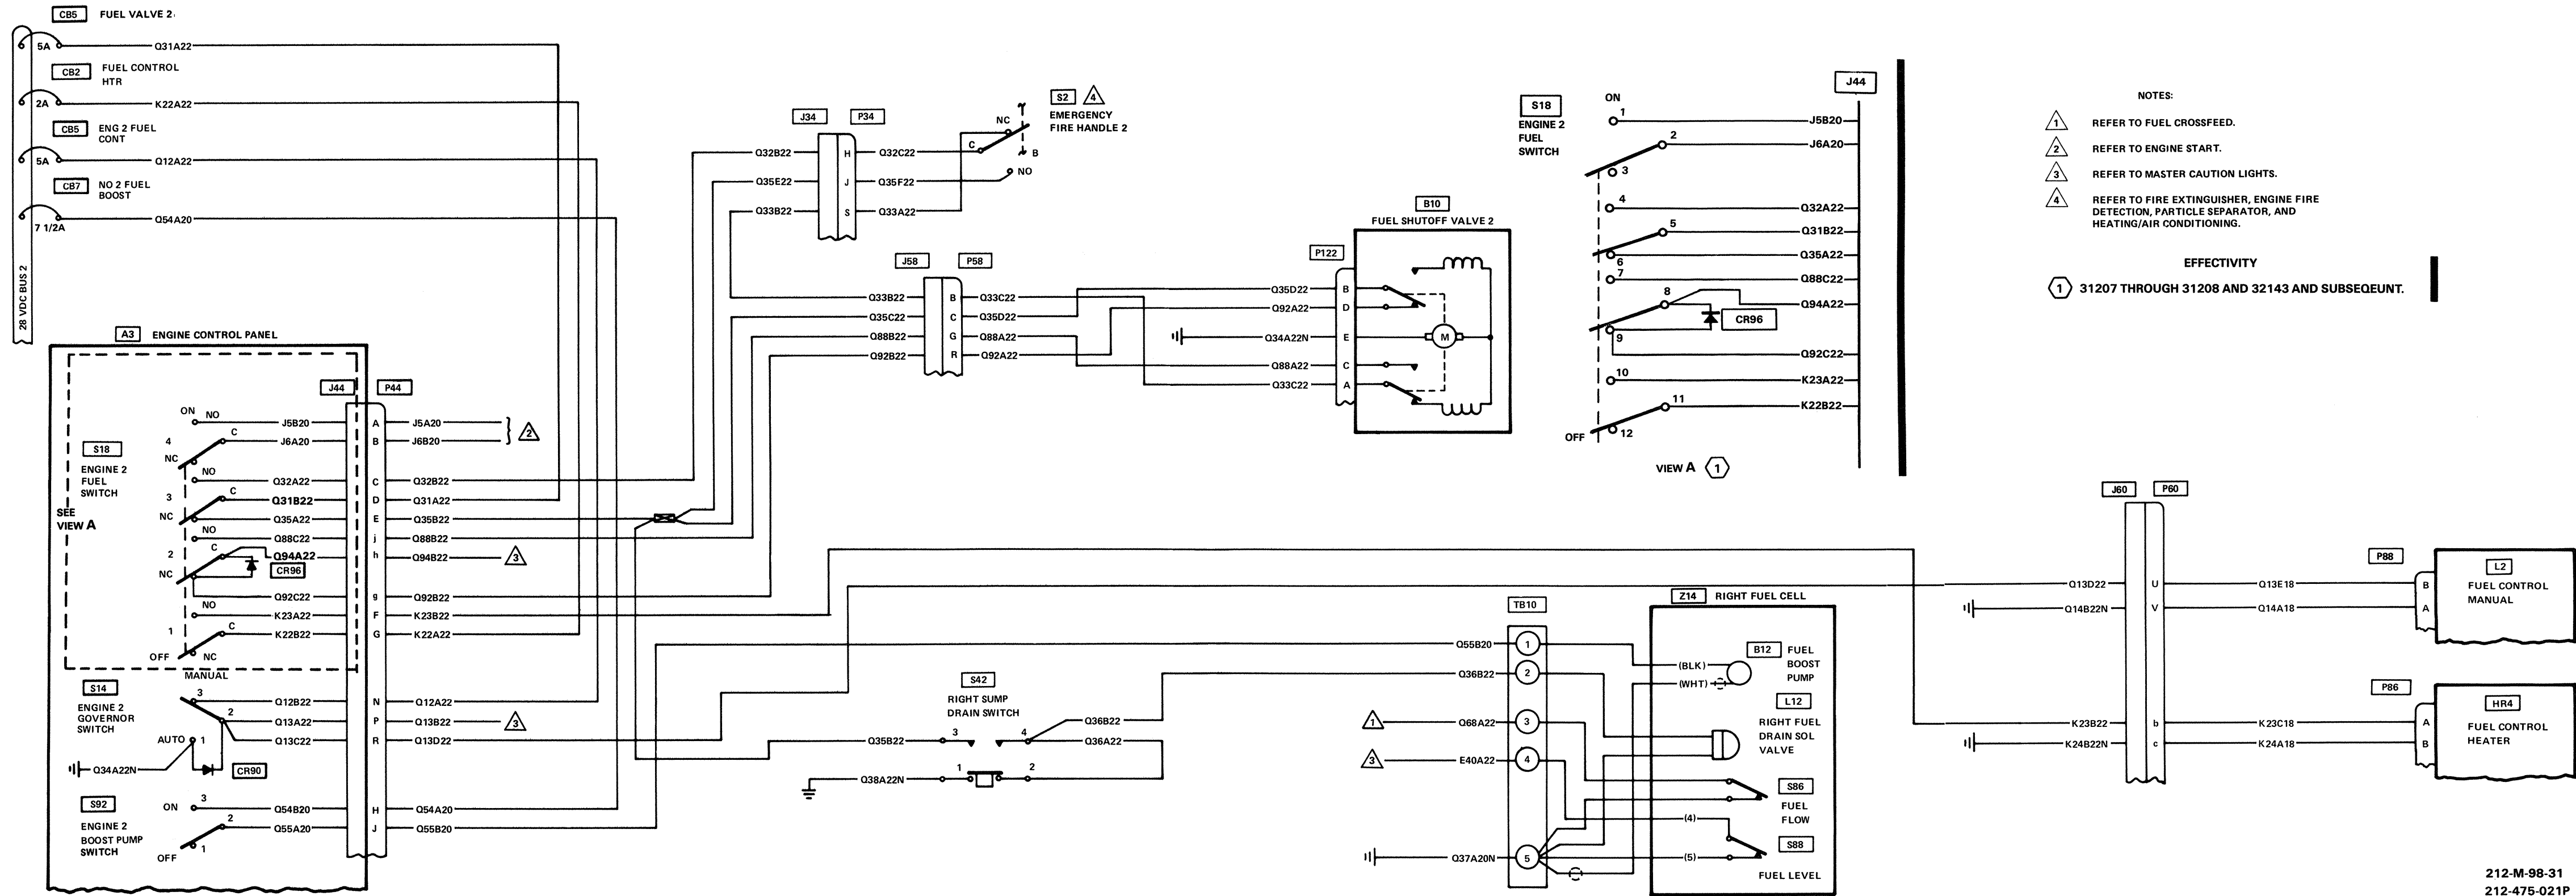 CB5 FUEL VALVE 2
5A Q31A22
CB2 FUEL CONTROL
HTR
2A K22A22
CB5 ENG 2 FUEL
CONT
5A Q12A22
CB7 NO 2 FUEL
BOOST
7 1/2A Q54A20
28 VDC BUS 2
A3 ENGINE CONTROL PANEL
J44 P44
ON NO J5B20 A J5A20
4 C J6A20 B J6B20 2
NC
S18
ENGINE 2
FUEL
SWITCH
NO Q32A22 C Q32B22
3 C Q31B22 D Q31A22
NC Q35A22 E Q35B22
SEE
VIEW A
NO Q88C22 j Q88B22
2 C Q94A22 h Q94B22 3
NC CR96
Q92C22 g Q92B22
NO K23A22 F K23B22
1 C K22B22 G K22A22
OFF NC
MANUAL
S14
ENGINE 2
GOVERNOR
SWITCH
3 Q12B22 N Q12A22
2 Q13A22 P Q13B22 3
AUTO 1 Q13C22 R Q13D22
Q34A22N CR90
S92
ENGINE 2
BOOST PUMP
SWITCH
ON 3 Q54B20 H Q54A20
2 Q55A20 J Q55B20
OFF 1
J34 P34
Q32B22 H Q32C22
Q35E22 J Q35F22
Q33B22 S Q33A22
S2 4
EMERGENCY
FIRE HANDLE 2
NC
C
B
NO
J58 P58
Q33B22 B Q33C22
Q35C22 C Q35D22
Q88B22 G Q88A22
Q92B22 R Q92A22
B10
FUEL SHUTOFF VALVE 2
P122
Q35D22 B
Q92A22 D
Q34A22N E M
Q88A22 C
Q33C22 A
S18
ENGINE 2
FUEL
SWITCH
J44
ON
1 J5B20
2 J6A20
3
4 Q32A22
5 Q31B22
6 Q35A22
7 Q88C22
8 Q94A22
CR96
9 Q92C22
10 K23A22
11 K22B22
OFF 12
VIEW A 1
NOTES:
1 REFER TO FUEL CROSSFEED.
2 REFER TO ENGINE START.
3 REFER TO MASTER CAUTION LIGHTS.
4 REFER TO FIRE EXTINGUISHER, ENGINE FIRE
DETECTION, PARTICLE SEPARATOR, AND
HEATING/AIR CONDITIONING.
EFFECTIVITY
1 31207 THROUGH 31208 AND 32143 AND SUBSEQEUNT.
S42
RIGHT SUMP
DRAIN SWITCH
Q35B22 3 4 Q36B22
Q36A22
Q38A22N 1 2
TB10
Q55B20 1
Q36B22 2
1 Q68A22 3
3 E40A22 4
Q37A20N 5
Z14 RIGHT FUEL CELL
(BLK)
(WHT)
B12 FUEL
BOOST
PUMP
L12
RIGHT FUEL
DRAIN SOL
VALVE
S86
FUEL
FLOW
(4)
S88
(5)
FUEL LEVEL
J60 P60
Q13D22 U Q13E18
Q14B22N V Q14A18
K23B22 b K23C18
K24B22N c K24A18
P88
B
A
L2
FUEL CONTROL
MANUAL
P86
A
B
HR4
FUEL CONTROL
HEATER
212-M-98-31
212-475-021P